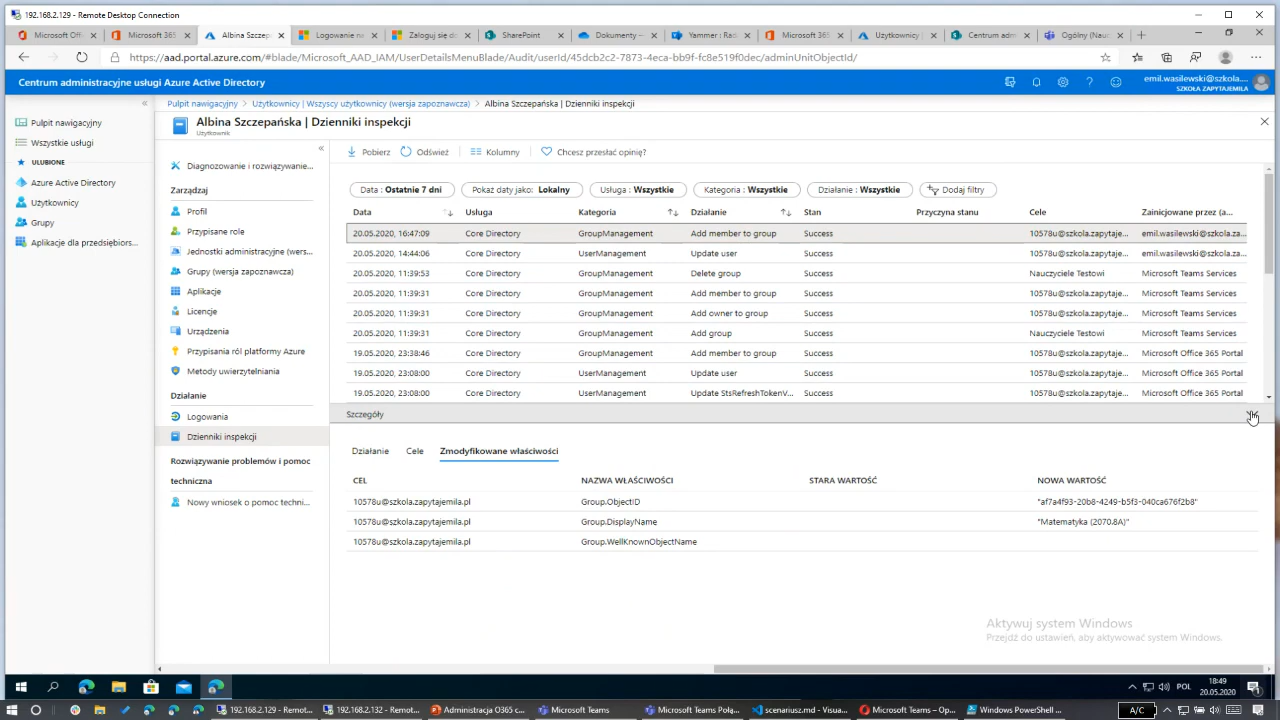 192.168.2.129 - Remote Desktop Connection
Microsoft Off
Microsoft 365
Albina Szczep
Logowanie na
Zaloguj się do
SharePoint
Dokumenty –
Yammer : Rad
Microsoft 365
Użytkownicy |
Centrum adm
Ogólny (Nauc
https://aad.portal.azure.com/#blade/Microsoft_AAD_IAM/UserDetailsMenuBlade/Audit/userId/45dcb2c2-7873-4eca-bb9f-fc8e519f0dec/adminUnitObjectId/
Centrum administracyjne usługi Azure Active Directory
emil.wasilewski@szkola....
SZKOŁA ZAPYTAJEMILA
Pulpit nawigacyjny
Wszystkie usługi
ULUBIONE
Azure Active Directory
Użytkownicy
Grupy
Aplikacje dla przedsiębiors...
Pulpit nawigacyjny > Użytkownicy | Wszyscy użytkownicy (wersja zapoznawcza) > Albina Szczepańska | Dzienniki inspekcji
Albina Szczepańska | Dzienniki inspekcji
Użytkownik
Diagnozowanie i rozwiązywanie...
Zarządzaj
Profil
Przypisane role
Jednostki administracyjne (wers...
Grupy (wersja zapoznawcza)
Aplikacje
Licencje
Urządzenia
Przypisania ról platformy Azure
Metody uwierzytelniania
Działanie
Logowania
Dzienniki inspekcji
Rozwiązywanie problemów i pomoc
techniczna
Nowy wniosek o pomoc techni...
Pobierz Odśwież Kolumny Chcesz przesłać opinię?
Data : Ostatnie 7 dni Pokaż daty jako: Lokalny Usługa : Wszystkie Kategoria : Wszystkie Działanie : Wszystkie Dodaj filtry
Data Usługa Kategoria Działanie Stan Przyczyna stanu Cele Zainicjowane przez (a...
20.05.2020, 16:47:09 Core Directory GroupManagement Add member to group Success 10578u@szkola.zapytaje... emil.wasilewski@szkola.za...
20.05.2020, 14:44:06 Core Directory UserManagement Update user Success 10578u@szkola.zapytaje... emil.wasilewski@szkola.za...
20.05.2020, 11:39:53 Core Directory GroupManagement Delete group Success Nauczyciele Testowi Microsoft Teams Services
20.05.2020, 11:39:31 Core Directory GroupManagement Add member to group Success 10578u@szkola.zapytaje... Microsoft Teams Services
20.05.2020, 11:39:31 Core Directory GroupManagement Add owner to group Success 10578u@szkola.zapytaje... Microsoft Teams Services
20.05.2020, 11:39:31 Core Directory GroupManagement Add group Success Nauczyciele Testowi Microsoft Teams Services
19.05.2020, 23:38:46 Core Directory GroupManagement Add member to group Success 10578u@szkola.zapytaje... Microsoft Office 365 Portal
19.05.2020, 23:08:00 Core Directory UserManagement Update user Success 10578u@szkola.zapytaje... Microsoft Office 365 Portal
19.05.2020, 23:08:00 Core Directory UserManagement Update StsRefreshTokenV... Success 10578u@szkola.zapytaje... Microsoft Office 365 Portal
Szczegóły
Działanie Cele Zmodyfikowane właściwości
CEL NAZWA WŁAŚCIWOŚCI STARA WARTOŚĆ NOWA WARTOŚĆ
10578u@szkola.zapytajemila.pl Group.ObjectID "af7a4f93-20b8-4249-b5f3-040ca676f2b8"
10578u@szkola.zapytajemila.pl Group.DisplayName "Matematyka (2070.8A)"
10578u@szkola.zapytajemila.pl Group.WellKnownObjectName
Aktywuj system Windows
Przejdź do ustawień, aby aktywować system Windows.
POL
18:49
20.05.2020
192.168.2.129 - Remot...
192.168.2.132 - Remot...
Administracja O365 c...
Microsoft Teams
Microsoft Teams Połą...
scenariusz.md - Visua...
Microsoft Teams – Op...
Windows PowerShell ...
A/C
POL
18:49
20.05.2020